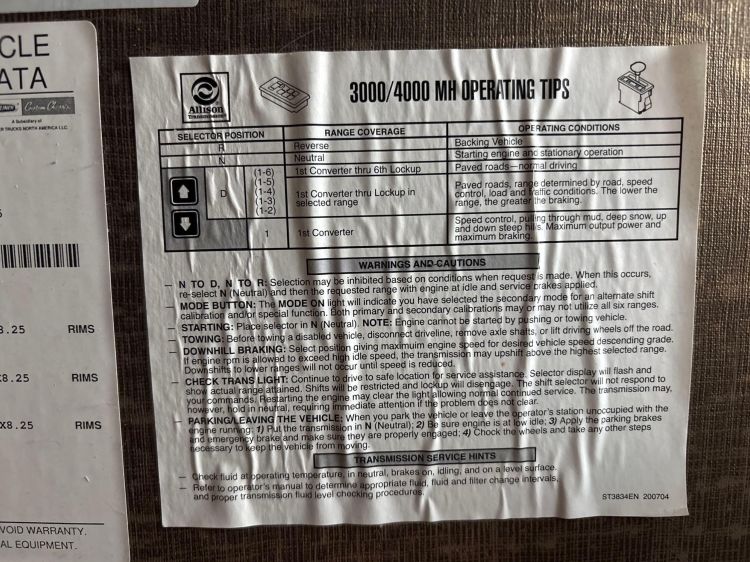 CLE
ATA
Custom Chassis
A Subsidiary of
R TRUCKS NORTH AMERICA LLC
8.25 RIMS
X8.25 RIMS
X8.25 RIMS
VOID WARRANTY.
AL EQUIPMENT.
Allison
Transmission
3000/4000 MH OPERATING TIPS
SELECTOR POSITION RANGE COVERAGE OPERATING CONDITIONS
R Reverse Backing Vehicle
N Neutral Starting engine and stationary operation
D (1-6) 1st Converter thru 6th Lockup Paved roads—normal driving
(1-5)
(1-4)
(1-3)
(1-2)
1st Converter thru Lockup in
selected range
Paved roads, range determined by road, speed
control, load and traffic conditions. The lower the
range, the greater the braking.
1 1st Converter
Speed control, pulling through mud, deep snow, up
and down steep hills. Maximum output power and
maximum braking.
WARNINGS AND CAUTIONS
– N TO D, N TO R: Selection may be inhibited based on conditions when request is made. When this occurs,
re-select N (Neutral) and then the requested range with engine at idle and service brakes applied.
– MODE BUTTON: The MODE ON light will indicate you have selected the secondary mode for an alternate shift
calibration and/or special function. Both primary and secondary calibrations may or may not utilize all six ranges.
– STARTING: Place selector in N (Neutral). NOTE: Engine cannot be started by pushing or towing vehicle.
– TOWING: Before towing a disabled vehicle, disconnect driveline, remove axle shafts, or lift driving wheels off the road.
– DOWNHILL BRAKING: Select position giving maximum engine speed for desired vehicle speed descending grade.
If engine rpm is allowed to exceed high idle speed, the transmission may upshift above the highest selected range.
Downshifts to lower ranges will not occur until speed is reduced.
– CHECK TRANS LIGHT: Continue to drive to safe location for service assistance. Selector display will flash and
show actual range attained. Shifts will be restricted and lockup will disengage. The shift selector will not respond to
your commands. Restarting the engine may clear the light allowing normal continued service. The transmission may,
however, hold in neutral, requiring immediate attention if the problem does not clear.
– PARKING/LEAVING THE VEHICLE: When you park the vehicle or leave the operator's station unoccupied with the
engine running; 1) Put the transmission in N (Neutral); 2) Be sure engine is at low idle; 3) Apply the parking brakes
and emergency brake and make sure they are properly engaged; 4) Chock the wheels and take any other steps
necessary to keep the vehicle from moving.
TRANSMISSION SERVICE HINTS
– Check fluid at operating temperature, in neutral, brakes on, idling, and on a level surface.
– Refer to operator's manual to determine appropriate fluid, fluid and filter change intervals,
and proper transmission fluid level checking procedures.
ST3834EN 200704